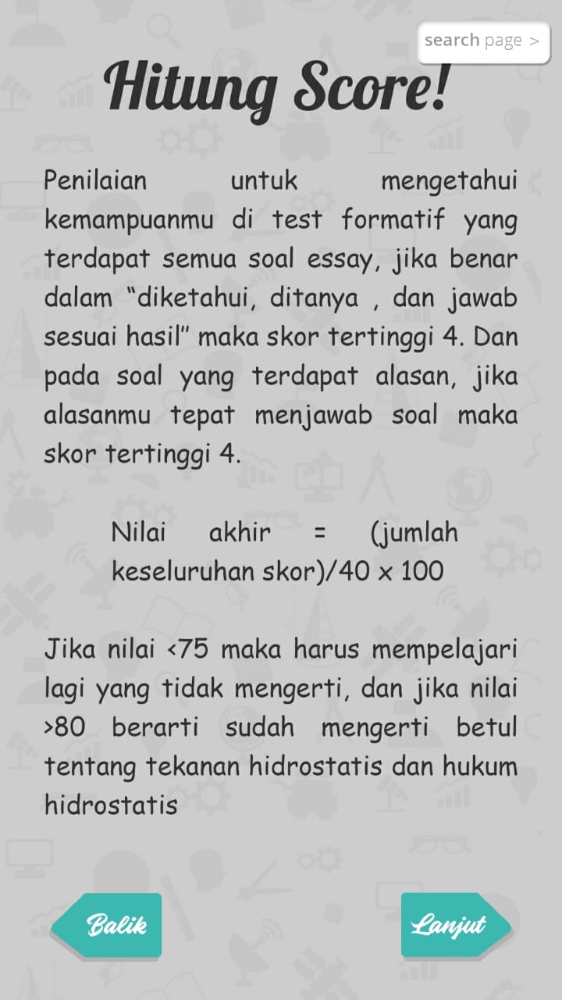 search page >
Hitung Score!
Penilaian untuk mengetahui
kemampuanmu di test formatif yang
terdapat semua soal essay, jika benar
dalam “diketahui, ditanya , dan jawab
sesuai hasil” maka skor tertinggi 4. Dan
pada soal yang terdapat alasan, jika
alasanmu tepat menjawab soal maka
skor tertinggi 4.
Nilai akhir = (jumlah
keseluruhan skor)/40 x 100
Jika nilai <75 maka harus mempelajari
lagi yang tidak mengerti, dan jika nilai
>80 berarti sudah mengerti betul
tentang tekanan hidrostatis dan hukum
hidrostatis
Balik
Lanjut